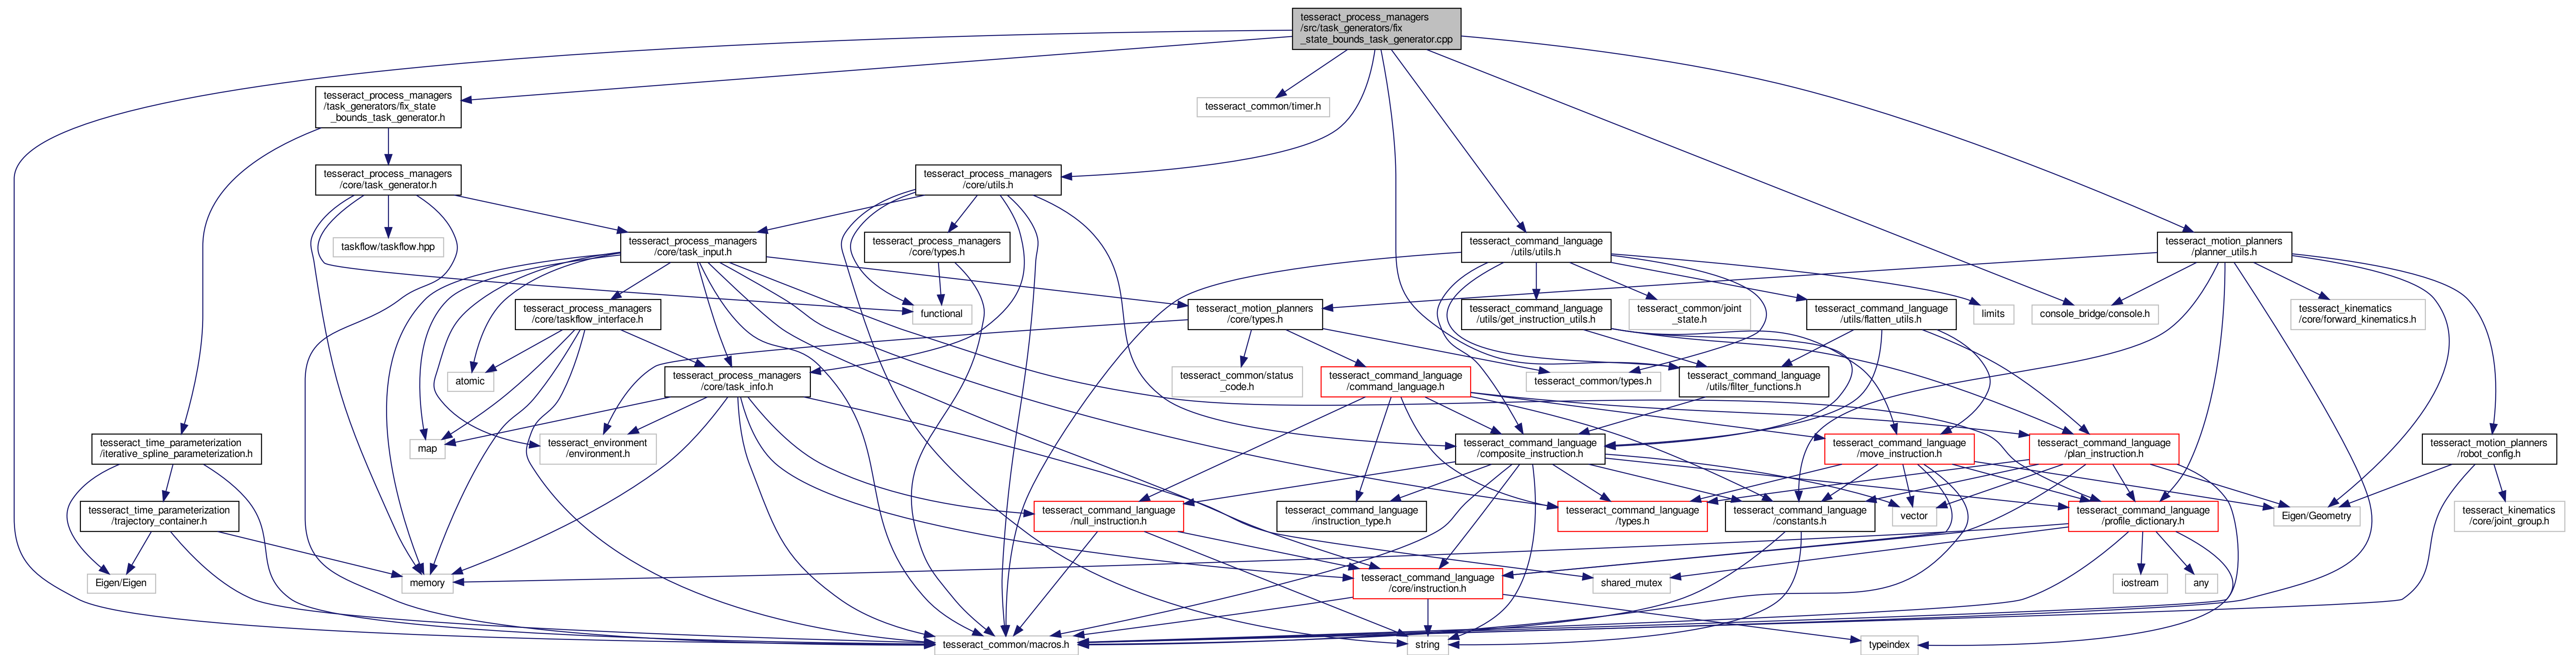 tesseract_process_managers
/src/task_generators/fix
_state_bounds_task_generator.cpp
tesseract_process_managers
/task_generators/fix_state
_bounds_task_generator.h
tesseract_common/timer.h
tesseract_process_managers
/core/task_generator.h
tesseract_process_managers
/core/utils.h
taskflow/taskflow.hpp
tesseract_process_managers
/core/task_input.h
tesseract_process_managers
/core/types.h
tesseract_command_language
/utils/utils.h
tesseract_motion_planners
/planner_utils.h
tesseract_process_managers
/core/taskflow_interface.h
functional
tesseract_motion_planners
/core/types.h
tesseract_command_language
/utils/get_instruction_utils.h
tesseract_common/joint
_state.h
tesseract_command_language
/utils/flatten_utils.h
limits
console_bridge/console.h
tesseract_kinematics
/core/forward_kinematics.h
atomic
tesseract_process_managers
/core/task_info.h
tesseract_common/status
_code.h
tesseract_command_language
/command_language.h
tesseract_common/types.h
tesseract_command_language
/utils/filter_functions.h
tesseract_time_parameterization
/iterative_spline_parameterization.h
map
tesseract_environment
/environment.h
tesseract_command_language
/composite_instruction.h
tesseract_command_language
/move_instruction.h
tesseract_command_language
/plan_instruction.h
tesseract_motion_planners
/robot_config.h
tesseract_time_parameterization
/trajectory_container.h
tesseract_command_language
/null_instruction.h
tesseract_command_language
/instruction_type.h
tesseract_command_language
/types.h
tesseract_command_language
/constants.h
vector
tesseract_command_language
/profile_dictionary.h
Eigen/Geometry
tesseract_kinematics
/core/joint_group.h
Eigen/Eigen
memory
tesseract_command_language
/core/instruction.h
shared_mutex
iostream
any
tesseract_common/macros.h
string
typeindex